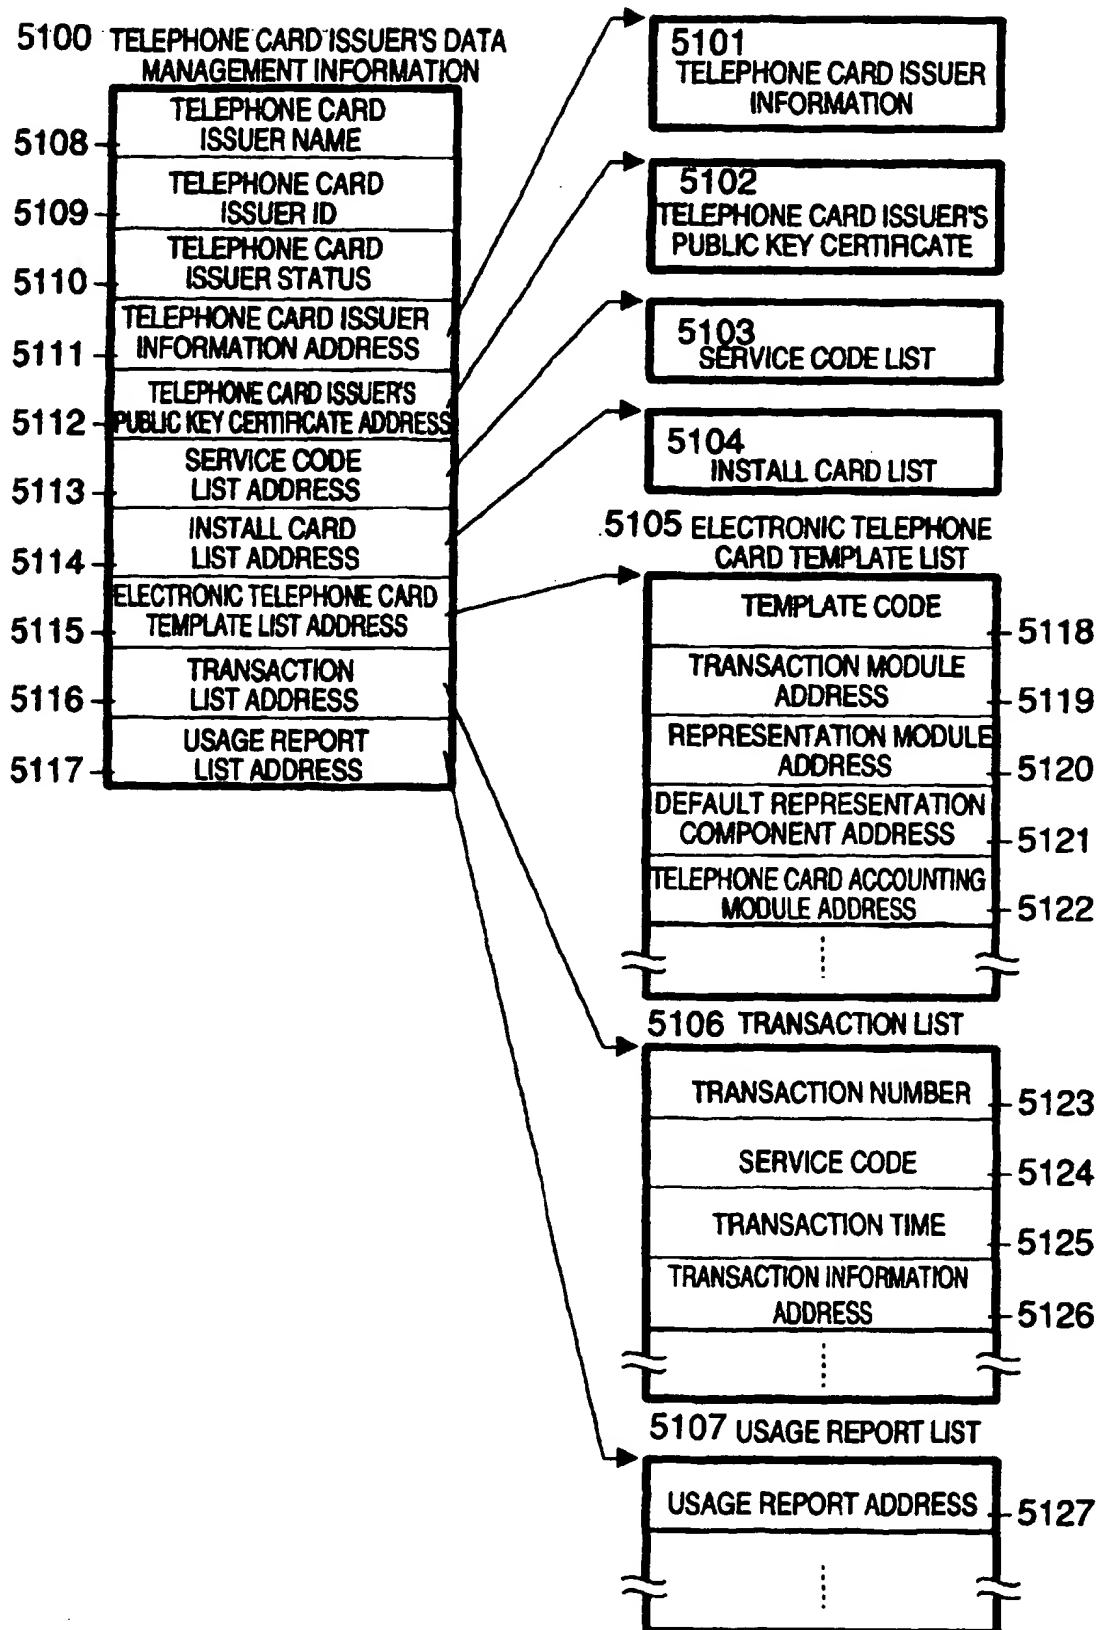 5100 TELEPHONE CARD ISSUER'S DATA
MANAGEMENT INFORMATION
TELEPHONE CARD
ISSUER NAME
5108
TELEPHONE CARD
ISSUER ID
5109
TELEPHONE CARD
ISSUER STATUS
5110
TELEPHONE CARD ISSUER
INFORMATION ADDRESS
5111
TELEPHONE CARD ISSUER'S
PUBLIC KEY CERTIFICATE ADDRESS
5112
SERVICE CODE
LIST ADDRESS
5113
INSTALL CARD
LIST ADDRESS
5114
ELECTRONIC TELEPHONE CARD
TEMPLATE LIST ADDRESS
5115
TRANSACTION
LIST ADDRESS
5116
USAGE REPORT
LIST ADDRESS
5117
5101
TELEPHONE CARD ISSUER
INFORMATION
5102
TELEPHONE CARD ISSUER'S
PUBLIC KEY CERTIFICATE
5103
SERVICE CODE LIST
5104
INSTALL CARD LIST
5105 ELECTRONIC TELEPHONE
CARD TEMPLATE LIST
TEMPLATE CODE
5118
TRANSACTION MODULE
ADDRESS
5119
REPRESENTATION MODULE
ADDRESS
5120
DEFAULT REPRESENTATION
COMPONENT ADDRESS
5121
TELEPHONE CARD ACCOUNTING
MODULE ADDRESS
5122
5106 TRANSACTION LIST
TRANSACTION NUMBER
5123
SERVICE CODE
5124
TRANSACTION TIME
5125
TRANSACTION INFORMATION
ADDRESS
5126
5107 USAGE REPORT LIST
USAGE REPORT ADDRESS
5127